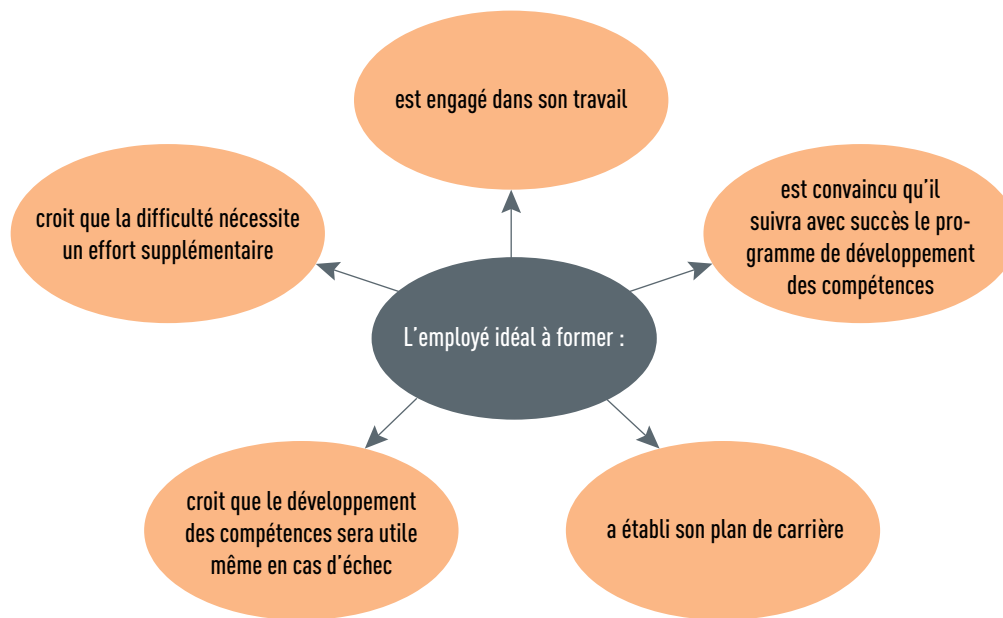 est engagé dans son travail
croit que la difficulté nécessite
un effort supplémentaire
est convaincu qu'il
suivra avec succès le pro-
gramme de développement
des compétences
L'employé idéal à former :
croit que le développement
des compétences sera utile
même en cas d'échec
a établi son plan de carrière